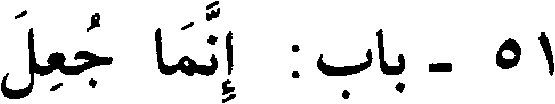 ٥١ - باب: إِنَّمَا جُعِلَ